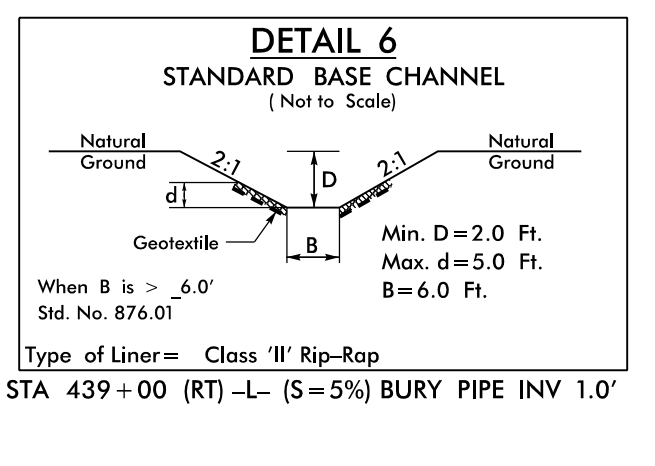 DETAIL 6
STANDARD BASE CHANNEL
( Not to Scale)
Natural
Ground
2:1
D
2:1
Natural
Ground
d
Geotextile
B
Min. D=2.0 Ft.
Max. d=5.0 Ft.
B=6.0 Ft.
When B is > _6.0'
Std. No. 876.01
Type of Liner= Class 'II' Rip-Rap
STA 439+00 (RT) -L- (S=5%) BURY PIPE INV 1.0'